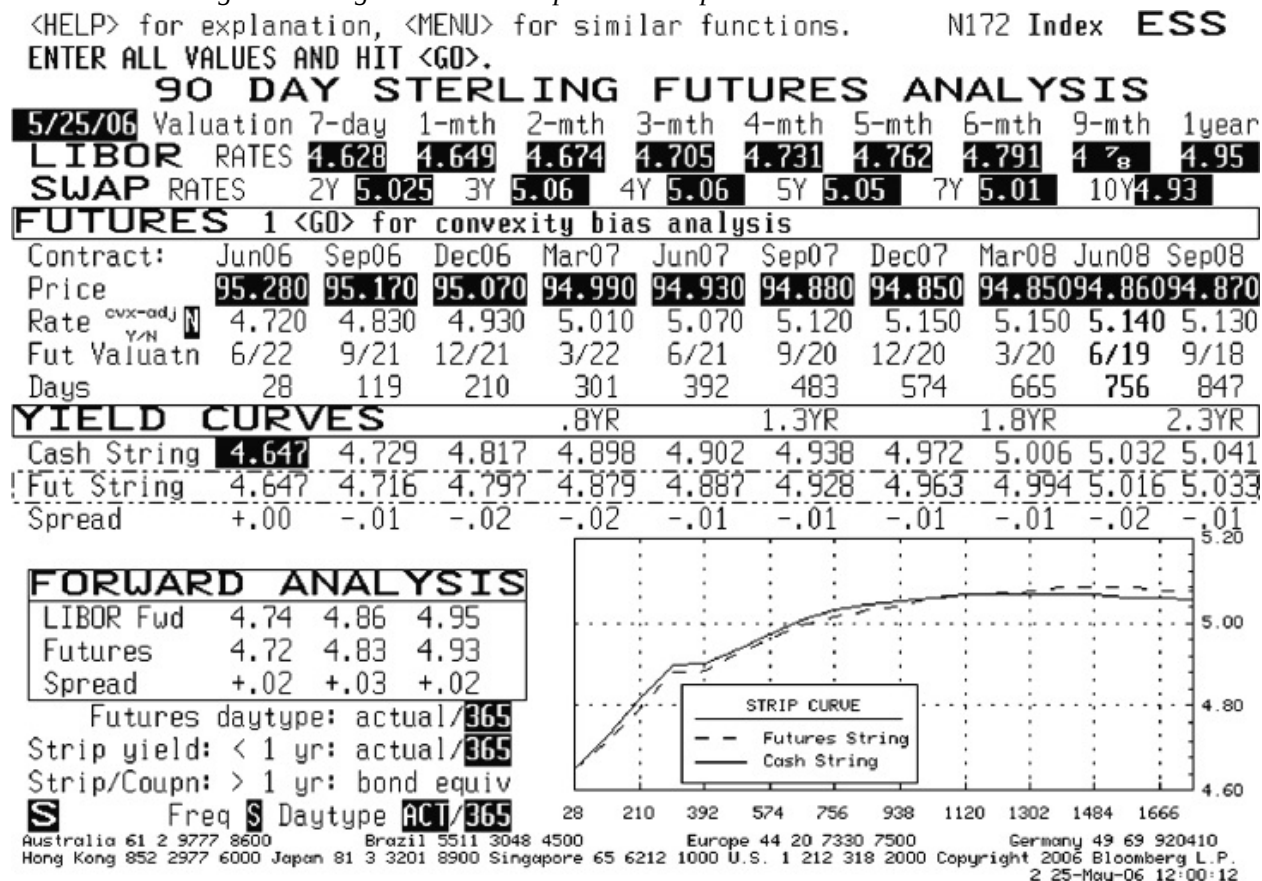 <HELP> for explanation, <MENU> for similar functions. N172 Index ESS
ENTER ALL VALUES AND HIT <GO>.
90 DAY STERLING FUTURES ANALYSIS
5/25/06 Valuation 7-day 1-mth 2-mth 3-mth 4-mth 5-mth 6-mth 9-mth 1year
LIBOR RATES 4.628 4.649 4.674 4.705 4.731 4.762 4.791 4 7/8 4.95
SWAP RATES 2Y 5.025 3Y 5.06 4Y 5.06 5Y 5.05 7Y 5.01 10Y 4.93
FUTURES 1 <GO> for convexity bias analysis
Contract: Jun06 Sep06 Dec06 Mar07 Jun07 Sep07 Dec07 Mar08 Jun08 Sep08
Price 95.280 95.170 95.070 94.990 94.930 94.880 94.850 94.850 94.860 94.870
Rate cvx-adj Y/N N 4.720 4.830 4.930 5.010 5.070 5.120 5.150 5.150 5.140 5.130
Fut Valuatn 6/22 9/21 12/21 3/22 6/21 9/20 12/20 3/20 6/19 9/18
Days 28 119 210 301 392 483 574 665 756 847
YIELD CURVES .8YR 1.3YR 1.8YR 2.3YR
Cash String 4.647 4.729 4.817 4.898 4.902 4.938 4.972 5.006 5.032 5.041
Fut String 4.647 4.716 4.797 4.879 4.887 4.928 4.963 4.994 5.016 5.033
Spread +.00 -.01 -.02 -.02 -.01 -.01 -.01 -.01 -.02 -.01
FORWARD ANALYSIS
LIBOR Fwd 4.74 4.86 4.95
Futures 4.72 4.83 4.93
Spread +.02 +.03 +.02
Futures daytype: actual/365
Strip yield: < 1 yr: actual/365
Strip/Coupn: > 1 yr: bond equiv
S Freq S Daytype ACT/365
5.20
5.00
4.80
4.60
STRIP CURVE
Futures String
Cash String
28 210 392 574 756 938 1120 1302 1484 1666
Australia 61 2 9777 8600 Brazil 5511 3048 4500 Europe 44 20 7330 7500 Germany 49 69 920410
Hong Kong 852 2977 6000 Japan 81 3 3201 8900 Singapore 65 6212 1000 U.S. 1 212 318 2000 Copyright 2006 Bloomberg L.P.
2 25-May-06 12:00:12